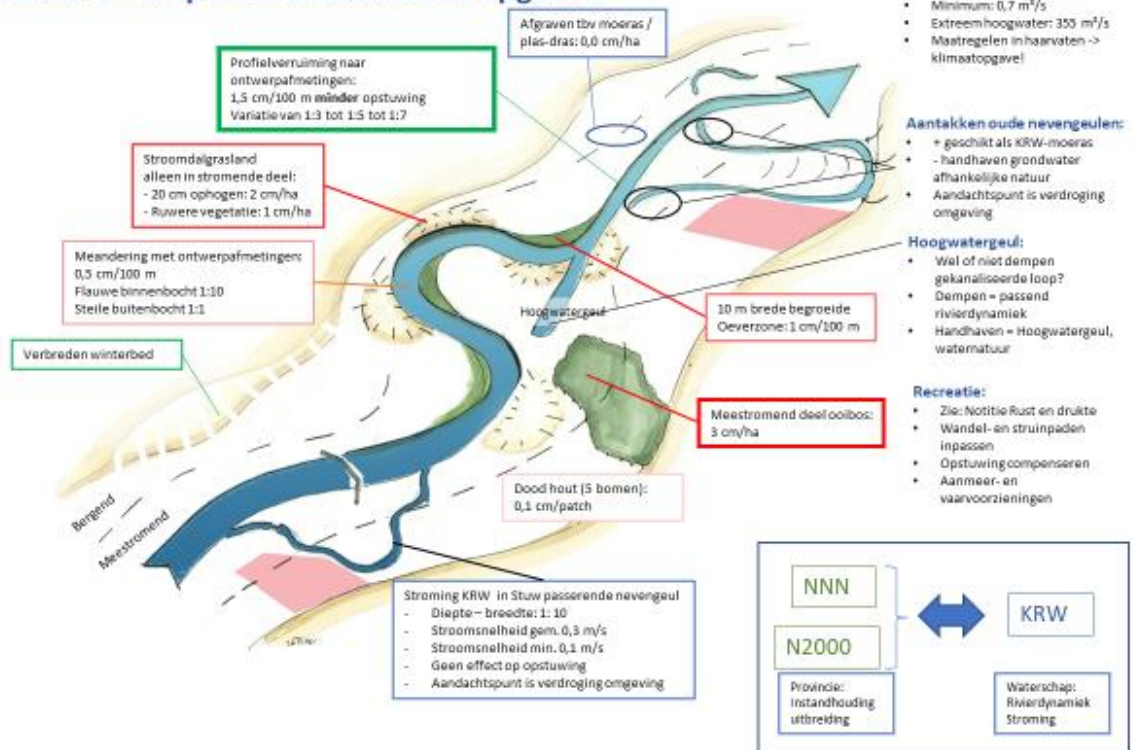 Afgraven tbv moeras /
plas-dras: 0,0 cm/ha
Minimum: 0,7 m³/s
Extreem hoogwater: 355 m³/s
Maatregelen in haarvaten ->
klimaatopgave!
Profielverruiming naar
ontwerpafmetingen:
1,5 cm/100 m minder opstuwing
Variatie van 1:3 tot 1:5 tot 1:7
Aantakken oude nevengeulen:
+ geschikt als KRW-moeras
- handhaven grondwater
afhankelijke natuur
Aandachtspunt is verdroging
omgeving
Stroomdalgrasland
alleen in stromende deel:
- 20 cm ophogen: 2 cm/ha
- Ruwere vegetatie: 1 cm/ha
Meandering met ontwerpafmetingen:
0,5 cm/100 m
Flauwe binnenbocht 1:10
Steile buitenbocht 1:1
Hoogwatergeul:
Wel of niet dempen
gekanaliseerde loop?
Dempen = passend
rivierdynamiek
Handhaven = Hoogwatergeul,
waternatuur
Hoogwatergeul
10 m brede begroeide
Oeverzone: 1 cm/100 m
Verbreden winterbed
Recreatie:
Zie: Notitie Rust en drukte
Wandel- en struinpaden
inpassen
Opstuwing compenseren
Aanmeer- en
vaarvoorzieningen
Meestromend deel ooibos:
3 cm/ha
Dood hout (5 bomen):
0,1 cm/patch
Bergend
Meestromend
Stroming KRW in Stuw passerende nevengeul
- Diepte – breedte: 1: 10
- Stroomsnelheid gem. 0,3 m/s
- Stroomsnelheid min. 0,1 m/s
- Geen effect op opstuwing
- Aandachtspunt is verdroging omgeving
NNN
N2000
KRW
Provincie:
Instandhouding
uitbreiding
Waterschap:
Rivierdynamiek
Stroming